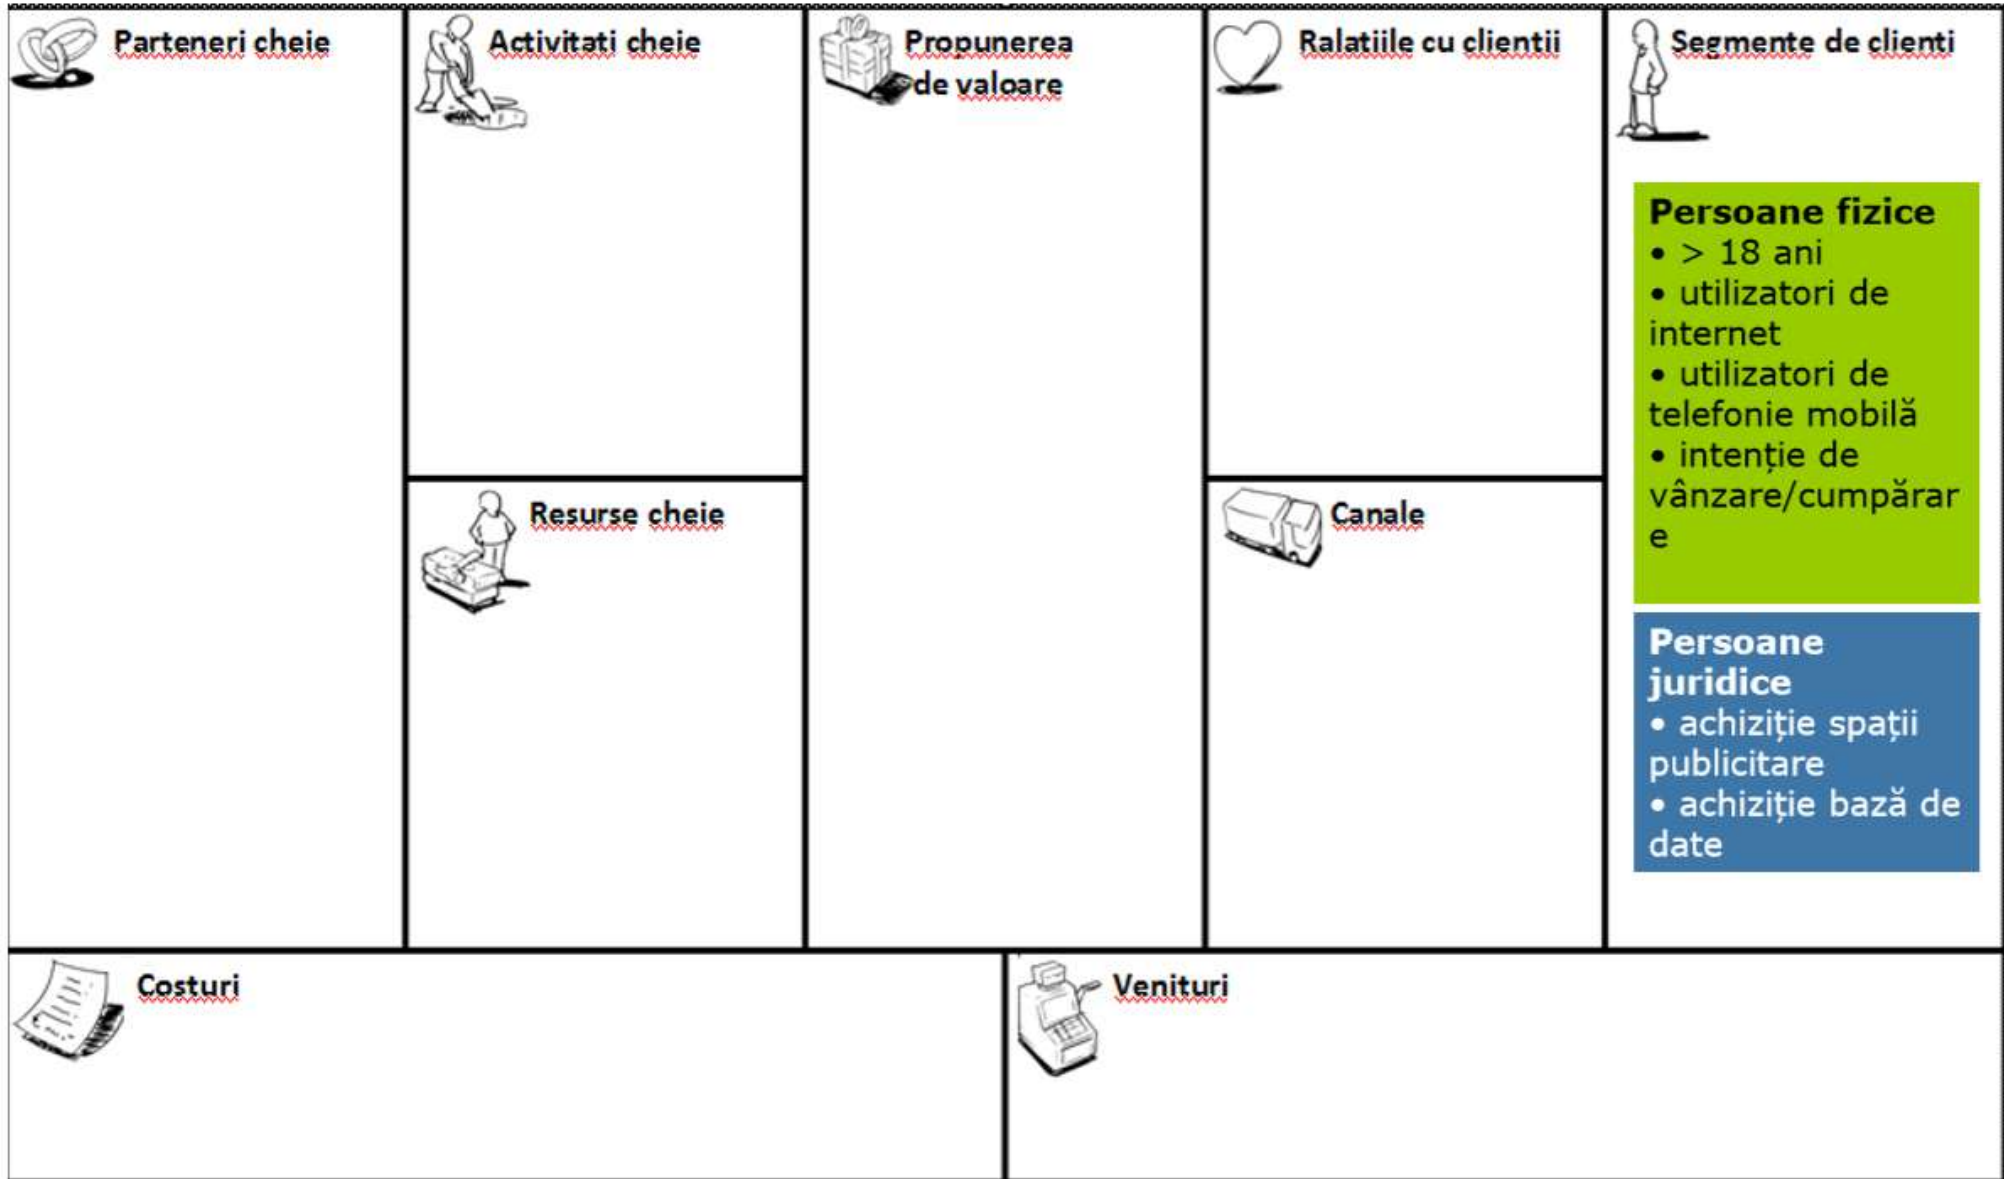 Parteneri cheie
Activitati cheie
Propunerea
de valoare
Ralatiile cu clientii
Segmente de clienti
Persoane fizice
• > 18 ani
• utilizatori de
internet
• utilizatori de
telefonie mobilă
• intenție de
vânzare/cumpărar
e
Persoane
juridice
• achiziție spații
publicitare
• achiziție bază de
date
Resurse cheie
Canale
Costuri
Venituri